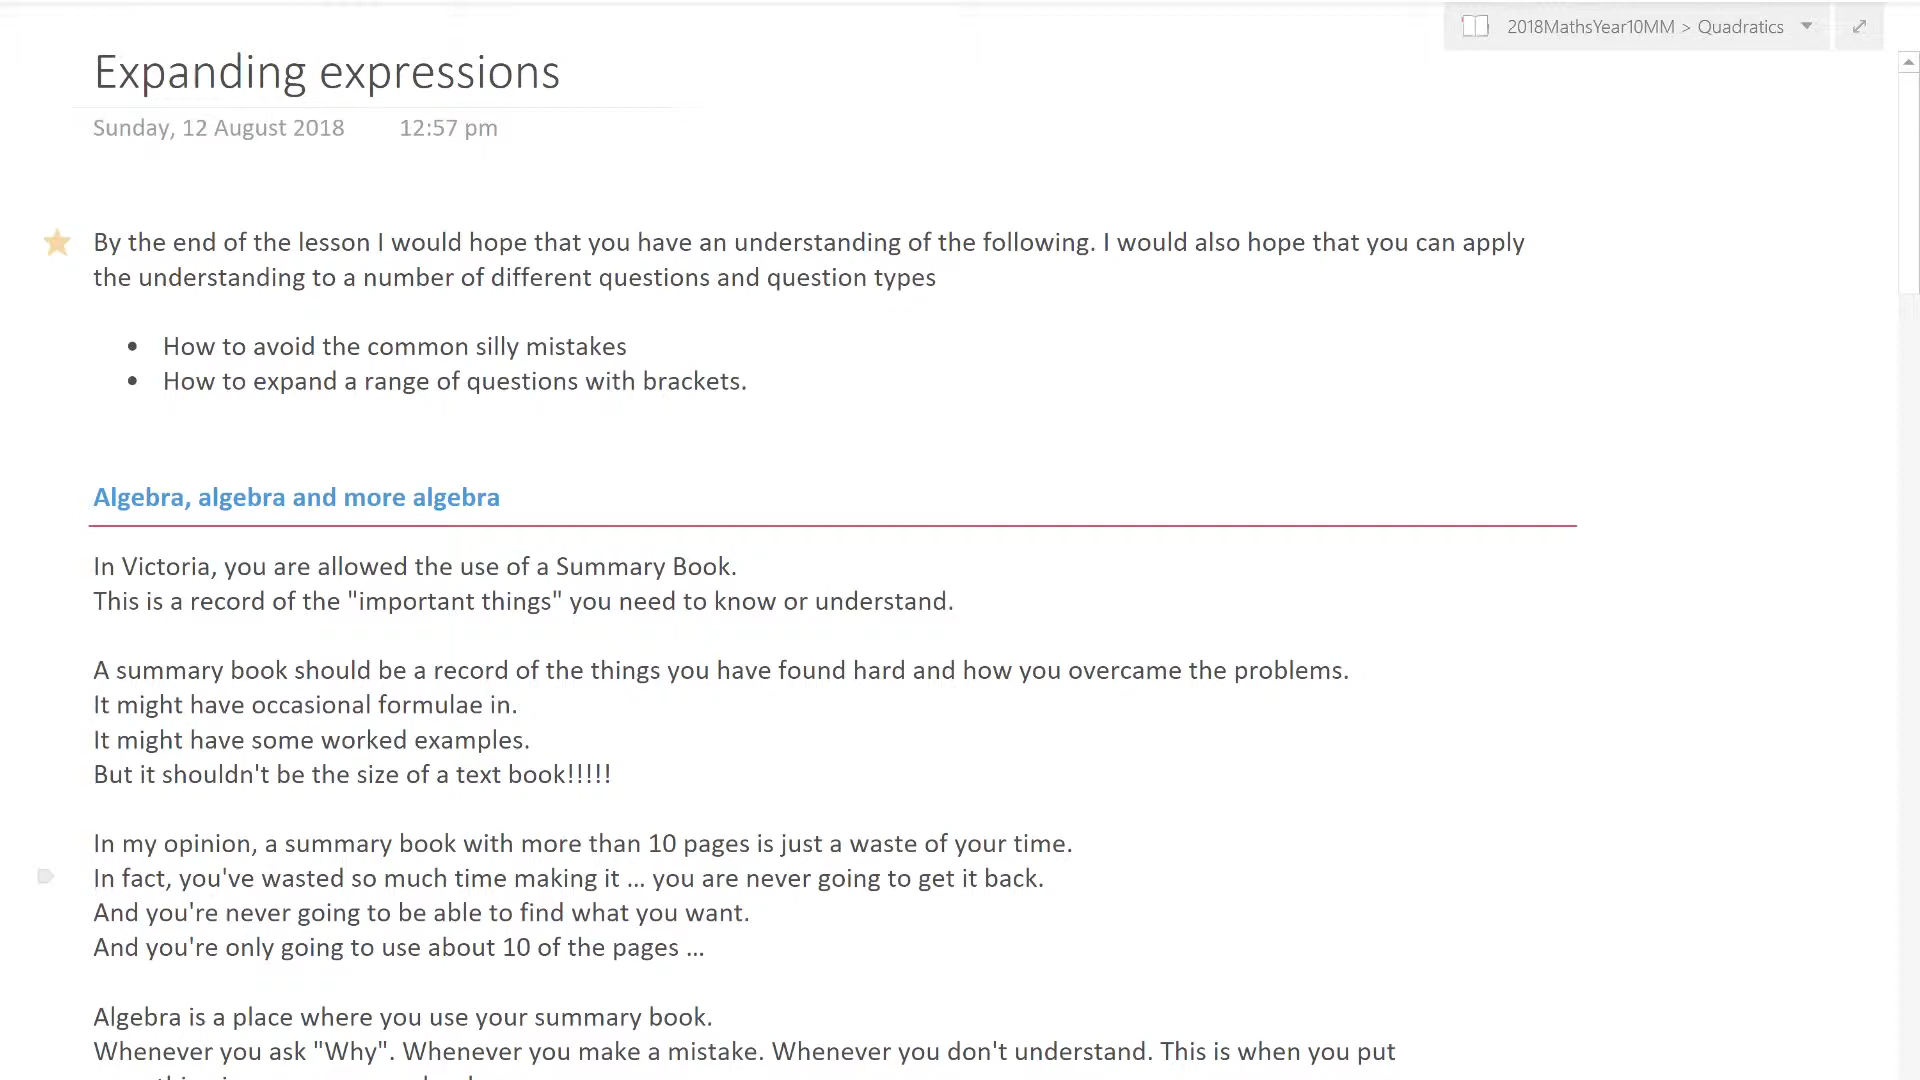 2018MathsYear10MM > Quadratics
Expanding expressions
Sunday, 12 August 2018 12:57 pm
By the end of the lesson I would hope that you have an understanding of the following. I would also hope that you can apply
the understanding to a number of different questions and question types
• How to avoid the common silly mistakes
• How to expand a range of questions with brackets.
Algebra, algebra and more algebra
In Victoria, you are allowed the use of a Summary Book.
This is a record of the "important things" you need to know or understand.
A summary book should be a record of the things you have found hard and how you overcame the problems.
It might have occasional formulae in.
It might have some worked examples.
But it shouldn't be the size of a text book!!!!!
In my opinion, a summary book with more than 10 pages is just a waste of your time.
In fact, you've wasted so much time making it ... you are never going to get it back.
And you're never going to be able to find what you want.
And you're only going to use about 10 of the pages ...
Algebra is a place where you use your summary book.
Whenever you ask "Why". Whenever you make a mistake. Whenever you don't understand. This is when you put